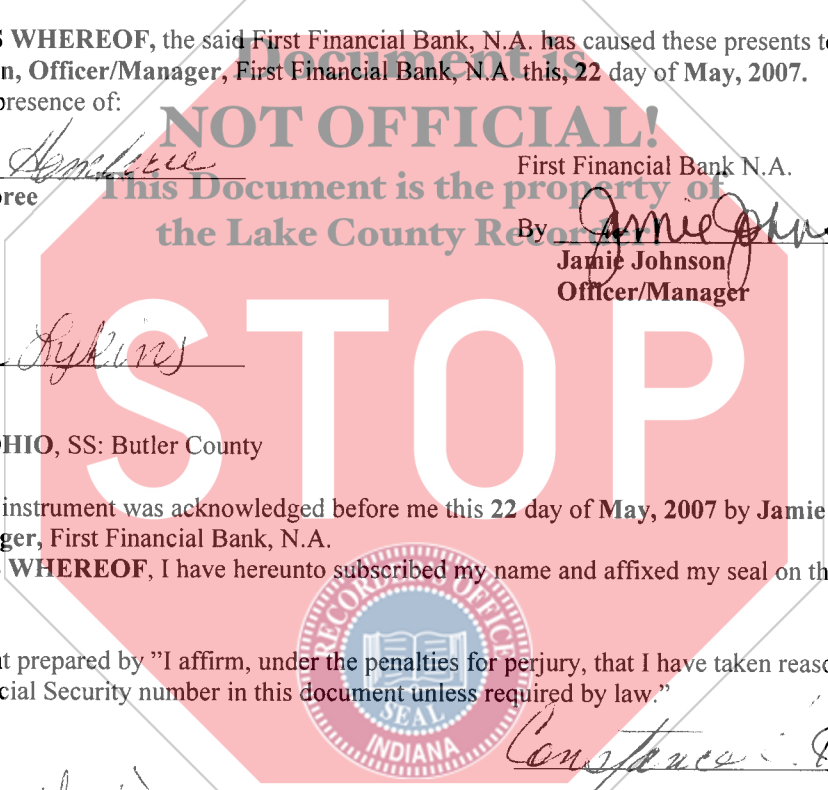 S WHEREOF, the said First Financial Bank, N.A. has caused these presents to
n, Officer/Manager, First Financial Bank, N.A. this, 22 day of May, 2007.
presence of:
Document is
NOT OFFICIAL!
This Document is the property of
the Lake County Recorder!
ree
First Financial Bank N.A.
By Jamie Johns
Jamie Johnson
Officer/Manager
Lykins
STOP
OHIO, SS: Butler County
instrument was acknowledged before me this 22 day of May, 2007 by Jamie
ger, First Financial Bank, N.A.
WHEREOF, I have hereunto subscribed my name and affixed my seal on th
t prepared by "I affirm, under the penalties for perjury, that I have taken reaso
cial Security number in this document unless required by law."
RECORDER'S OFFICE
SEAL
INDIANA
Constance